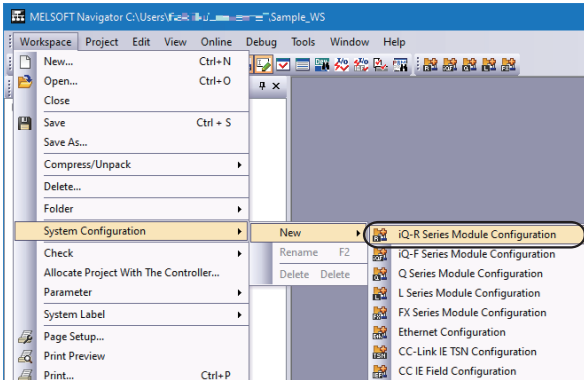 MELSOFT Navigator C:\Users\ Sample_WS
Workspace Project Edit View Online Debug Tools Window Help
New... Ctrl+N
Open... Ctrl+O
Close
Save Ctrl + S
Save As...
Compress/Unpack
Delete...
Folder
System Configuration
Check
Allocate Project With The Controller...
Parameter
System Label
Page Setup...
Print Preview
Print... Ctrl+P
New
Rename F2
Delete Delete
iQ-R Series Module Configuration
iQ-F Series Module Configuration
Q Series Module Configuration
L Series Module Configuration
FX Series Module Configuration
Ethernet Configuration
CC-Link IE TSN Configuration
CC IE Field Configuration